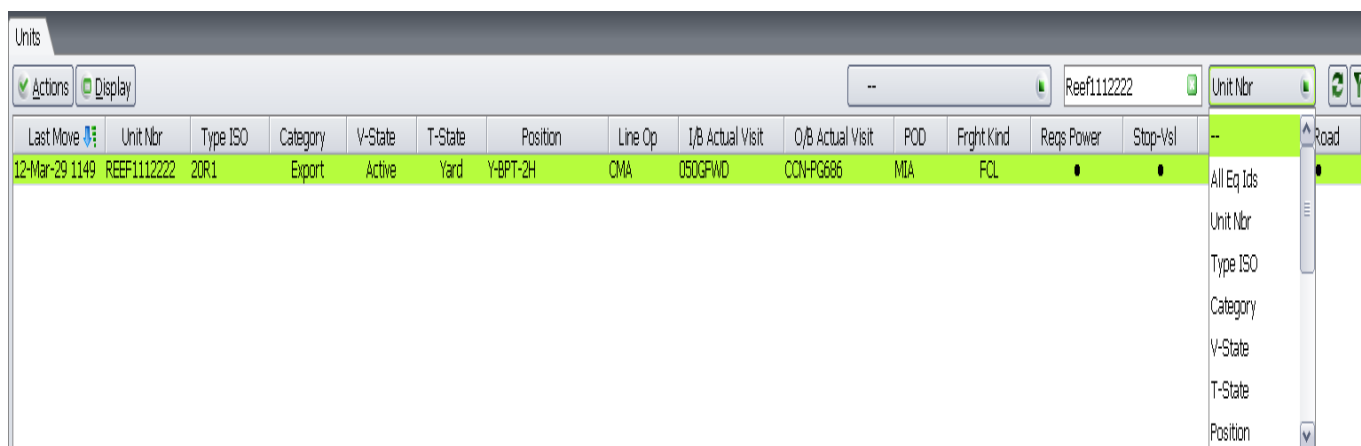 Units
Actions Display -- Reef1112222 Unit Nbr
Last Move Unit Nbr Type ISO Category V-State T-State Position Line Op I/B Actual Visit O/B Actual Visit POD Frght Kind Reqs Power Stop-Vsl -- Road
12-Mar-29 1149 REEF1112222 20R1 Export Active Yard Y-BPT-2H CMA 050GFWD CCN-PG686 MIA FCL
All Eq Ids
Unit Nbr
Type ISO
Category
V-State
T-State
Position